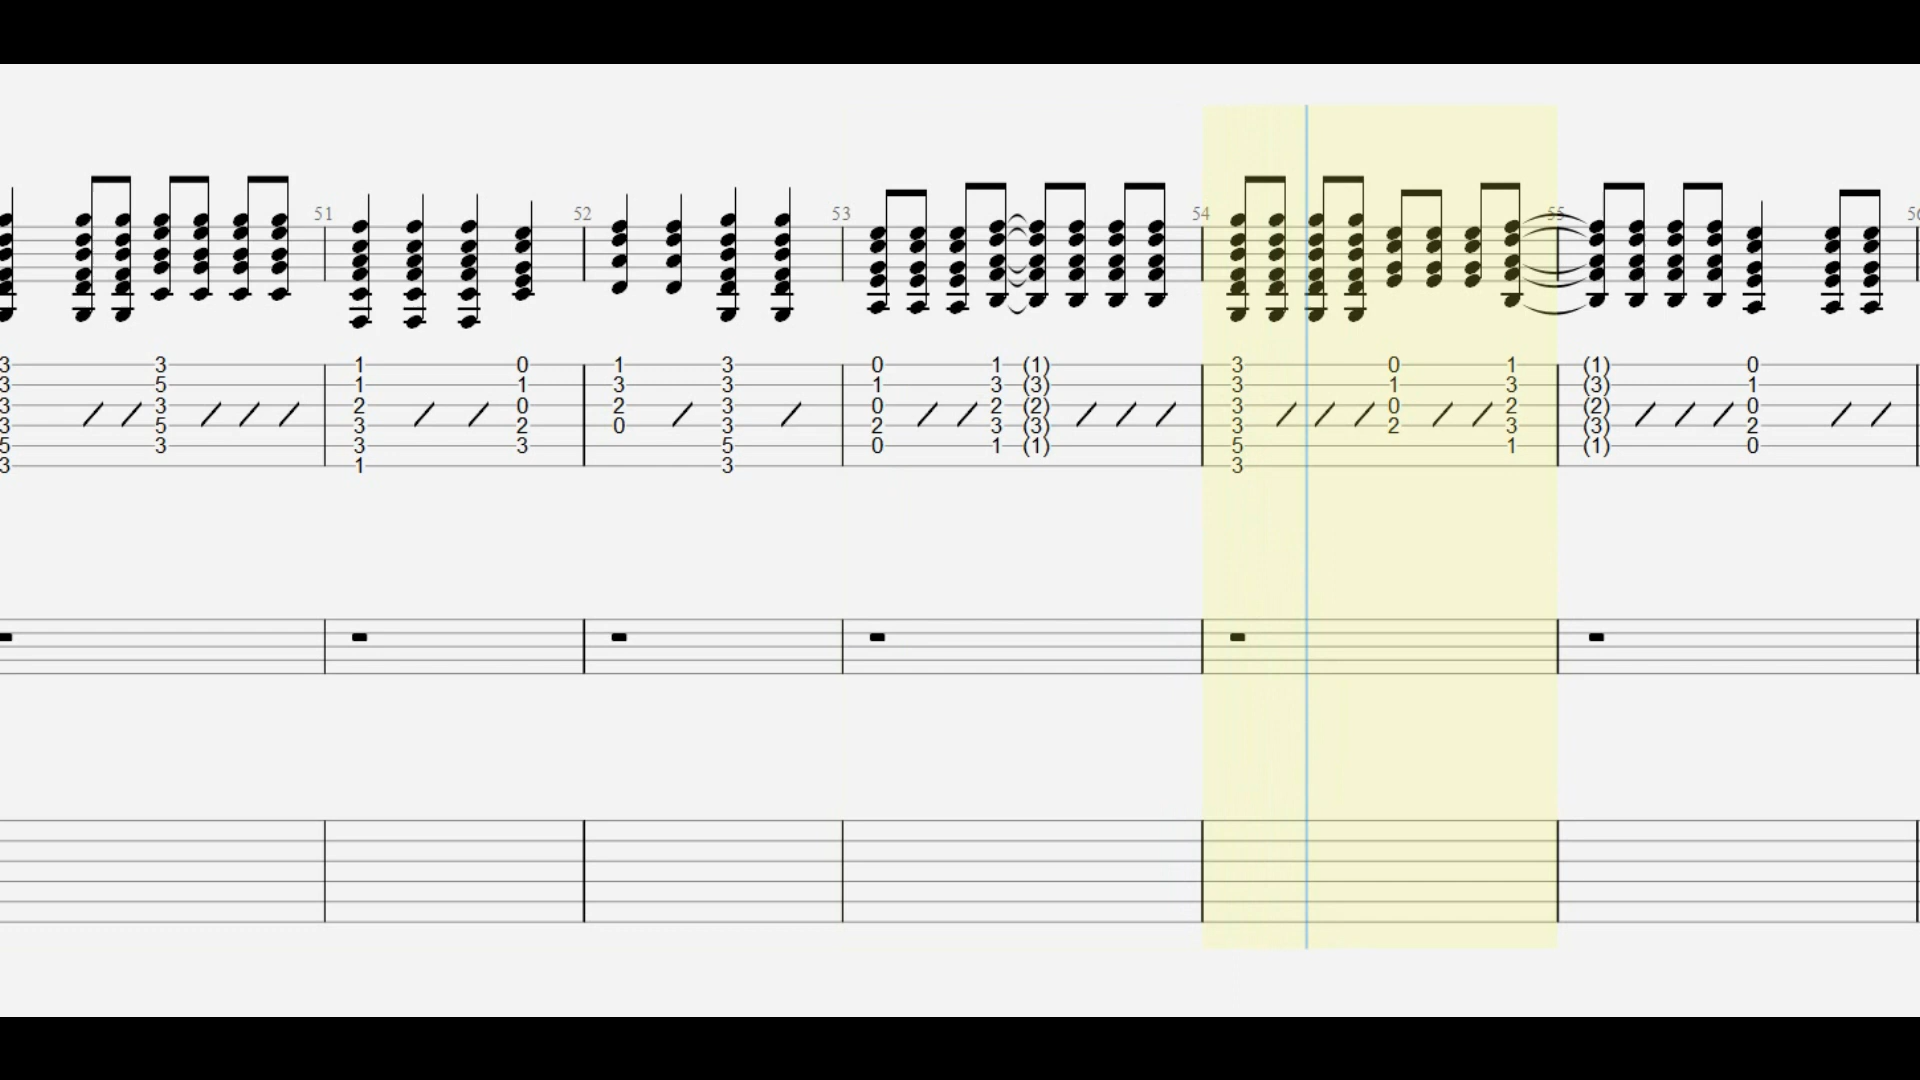 51 52 53 54 55
3 3 1 0 1 3 0 1 (1) 3 0 1 (1) 0
3 5 1 1 3 3 1 3 (3) 3 1 3 (3) 1
3 3 2 0 2 3 0 2 (2) 3 0 2 (2) 0
3 5 3 2 0 3 2 3 (3) 3 2 3 (3) 2
5 3 3 3 5 0 1 (1) 5 1 (1) 0
3 1 3 3